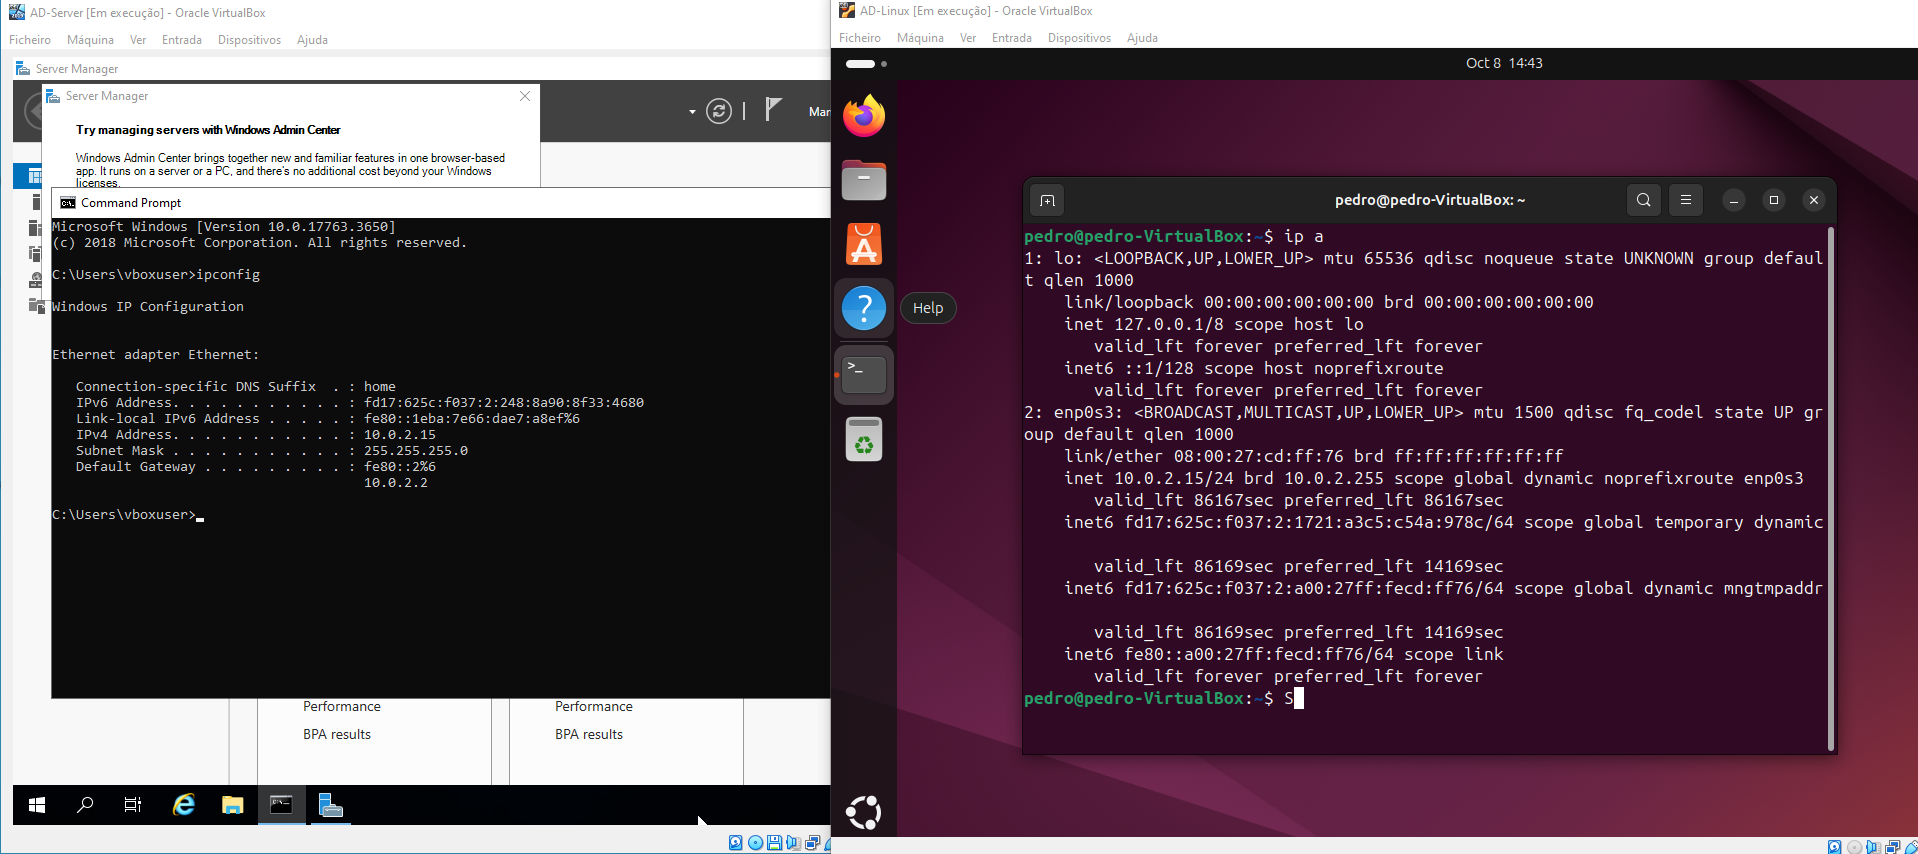 AD-Server [Em execução] - Oracle VirtualBox
Ficheiro Máquina Ver Entrada Dispositivos Ajuda
Server Manager
Server Manager
Mar
Try managing servers with Windows Admin Center
Windows Admin Center brings together new and familiar features in one browser-based
app. It runs on a server or a PC, and there's no additional cost beyond your Windows
licenses.
Command Prompt
Microsoft Windows [Version 10.0.17763.3650]
(c) 2018 Microsoft Corporation. All rights reserved.
C:\Users\vboxuser>ipconfig
Windows IP Configuration
Ethernet adapter Ethernet:
Connection-specific DNS Suffix  . : home
IPv6 Address. . . . . . . . . . . : fd17:625c:f037:2:248:8a90:8f33:4680
Link-local IPv6 Address . . . . . : fe80::1eba:7e66:dae7:a8ef%6
IPv4 Address. . . . . . . . . . . : 10.0.2.15
Subnet Mask . . . . . . . . . . . : 255.255.255.0
Default Gateway . . . . . . . . . : fe80::2%6
10.0.2.2
C:\Users\vboxuser>
Performance
BPA results
Performance
BPA results
AD-Linux [Em execução] - Oracle VirtualBox
Ficheiro Máquina Ver Entrada Dispositivos Ajuda
Oct 8 14:43
Help
pedro@pedro-VirtualBox: ~
pedro@pedro-VirtualBox:~$ ip a
1: lo: <LOOPBACK,UP,LOWER_UP> mtu 65536 qdisc noqueue state UNKNOWN group defaul
t qlen 1000
link/loopback 00:00:00:00:00:00 brd 00:00:00:00:00:00
inet 127.0.0.1/8 scope host lo
valid_lft forever preferred_lft forever
inet6 ::1/128 scope host noprefixroute
valid_lft forever preferred_lft forever
2: enp0s3: <BROADCAST,MULTICAST,UP,LOWER_UP> mtu 1500 qdisc fq_codel state UP gr
oup default qlen 1000
link/ether 08:00:27:cd:ff:76 brd ff:ff:ff:ff:ff:ff
inet 10.0.2.15/24 brd 10.0.2.255 scope global dynamic noprefixroute enp0s3
valid_lft 86167sec preferred_lft 86167sec
inet6 fd17:625c:f037:2:1721:a3c5:c54a:978c/64 scope global temporary dynamic
valid_lft 86169sec preferred_lft 14169sec
inet6 fd17:625c:f037:2:a00:27ff:fecd:ff76/64 scope global dynamic mngtmpaddr
valid_lft 86169sec preferred_lft 14169sec
inet6 fe80::a00:27ff:fecd:ff76/64 scope link
valid_lft forever preferred_lft forever
pedro@pedro-VirtualBox:~$ S